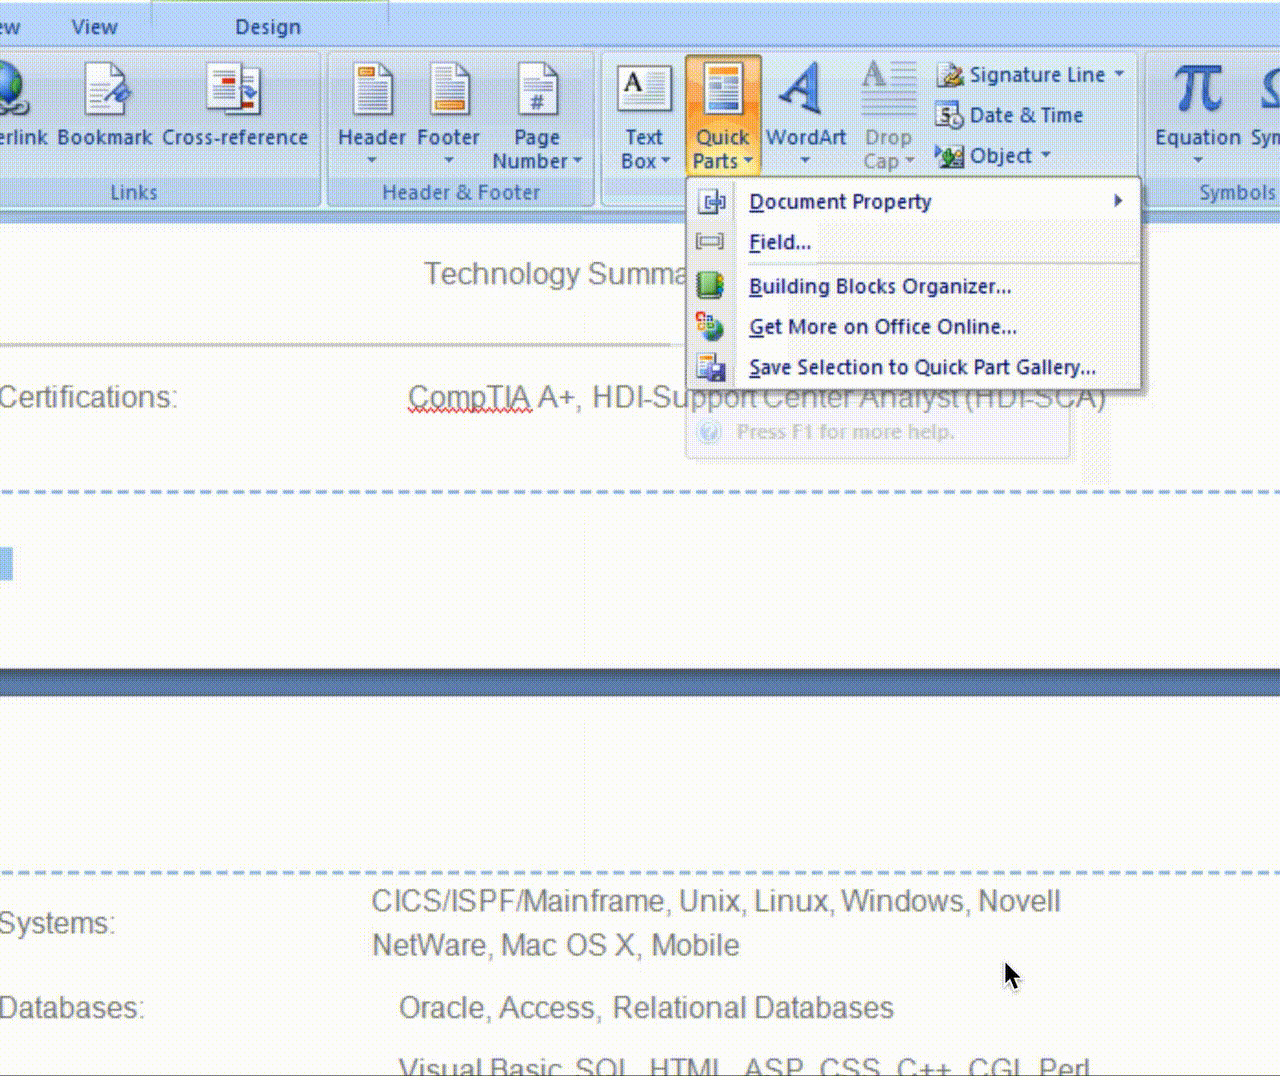 View Design
Bookmark Cross-reference
Links
Header Footer Page Number
Header & Footer
Text Box Quick Parts WordArt Drop Cap
Signature Line
Date & Time
Object
Equation
Symbols
Document Property
Field...
Building Blocks Organizer...
Get More on Office Online...
Save Selection to Quick Part Gallery...
Press F1 for more help.
Technology
Certifications: CompTIA A+, HDI-Support Center Analyst (HDI-SCA)
Systems: CICS/ISPF/Mainframe, Unix, Linux, Windows, Novell
NetWare, Mac OS X, Mobile
Databases: Oracle, Access, Relational Databases
Visual Basic, SQL, HTML, ASP, CSS, C++, CGI, Perl